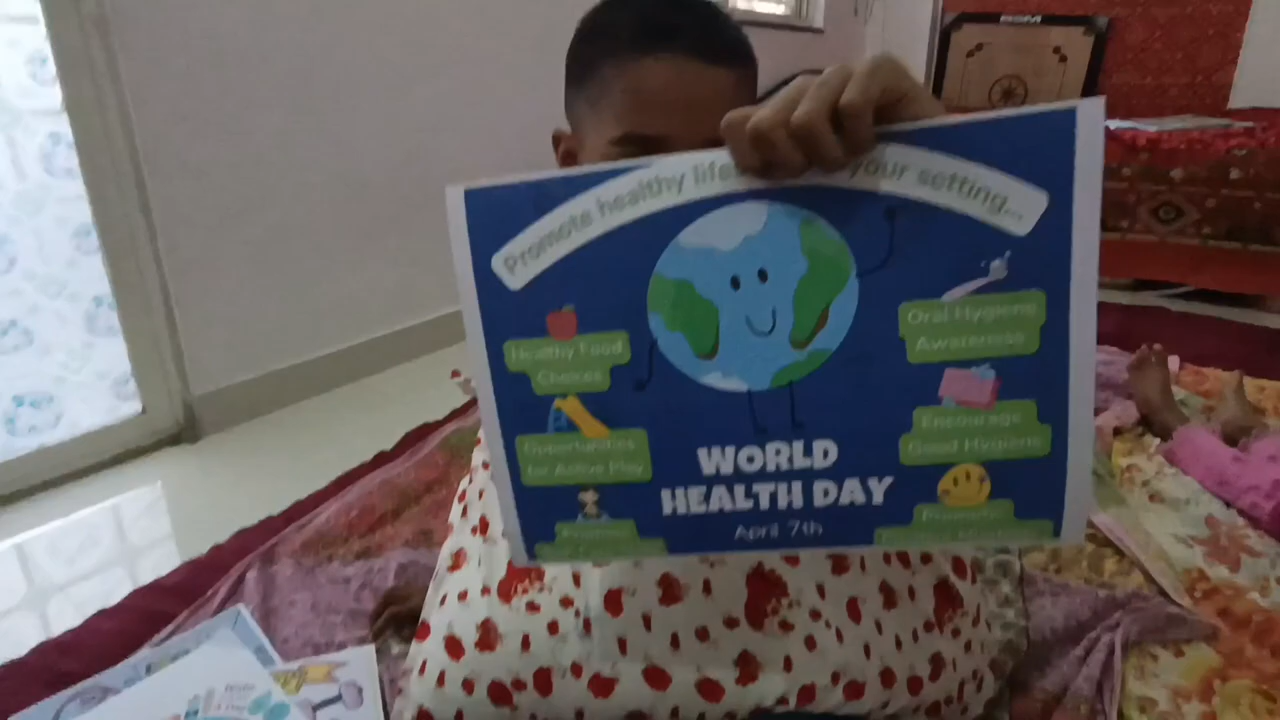 Promote healthy your setting...
Healthy Food
Choices
Opportunities
for Active Play
Oral Hygiene
Awareness
Encourage
Good Hygiene
WORLD
HEALTH DAY
April 7th